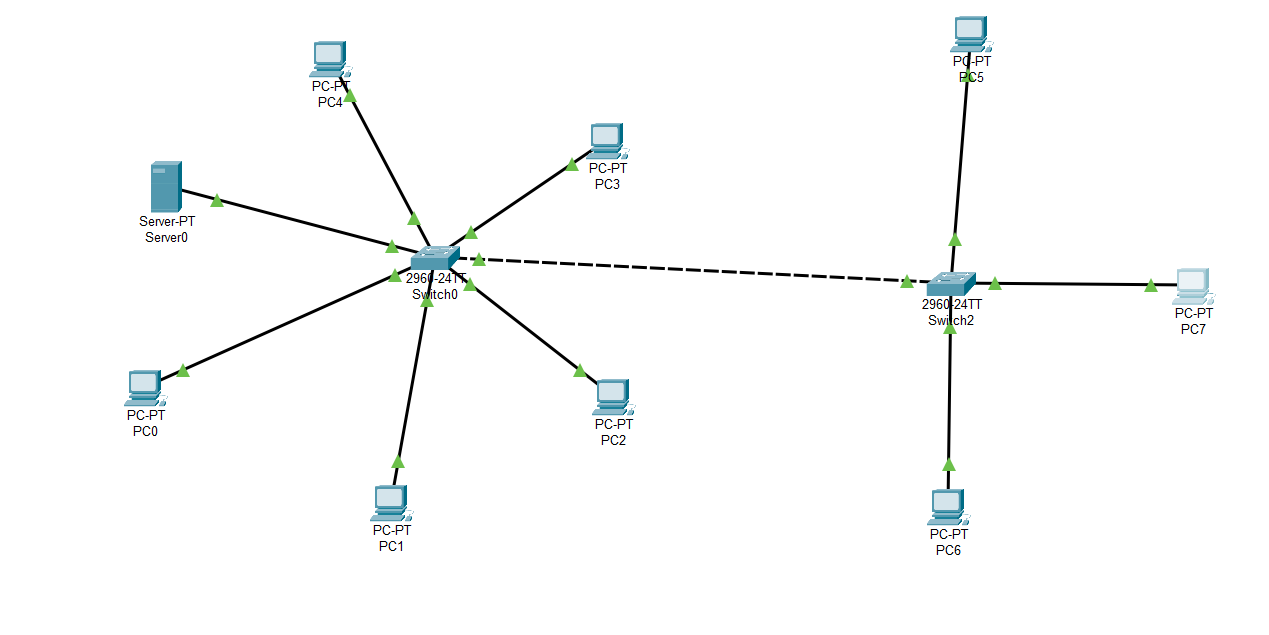 PC-PT
PC4
PC-PT
PC5
PC-PT
PC3
Server-PT
Server0
2960-24TT
Switch0
2960-24TT
Switch2
PC-PT
PC7
PC-PT
PC0
PC-PT
PC2
PC-PT
PC1
PC-PT
PC6